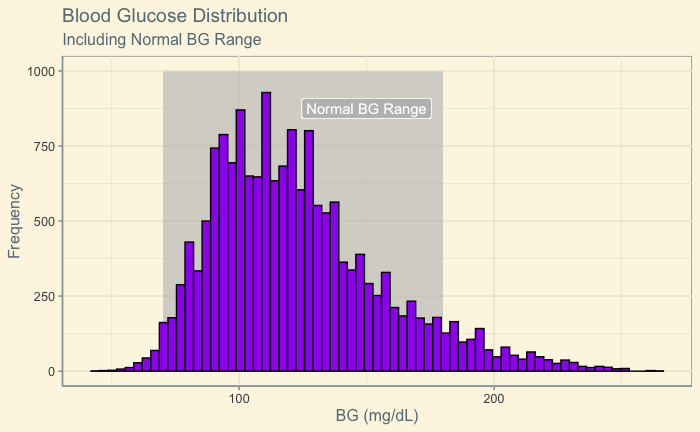 Blood Glucose Distribution
Including Normal BG Range
1000
Normal BG Range
750
500
250
0
Frequency
100
200
BG (mg/dL)